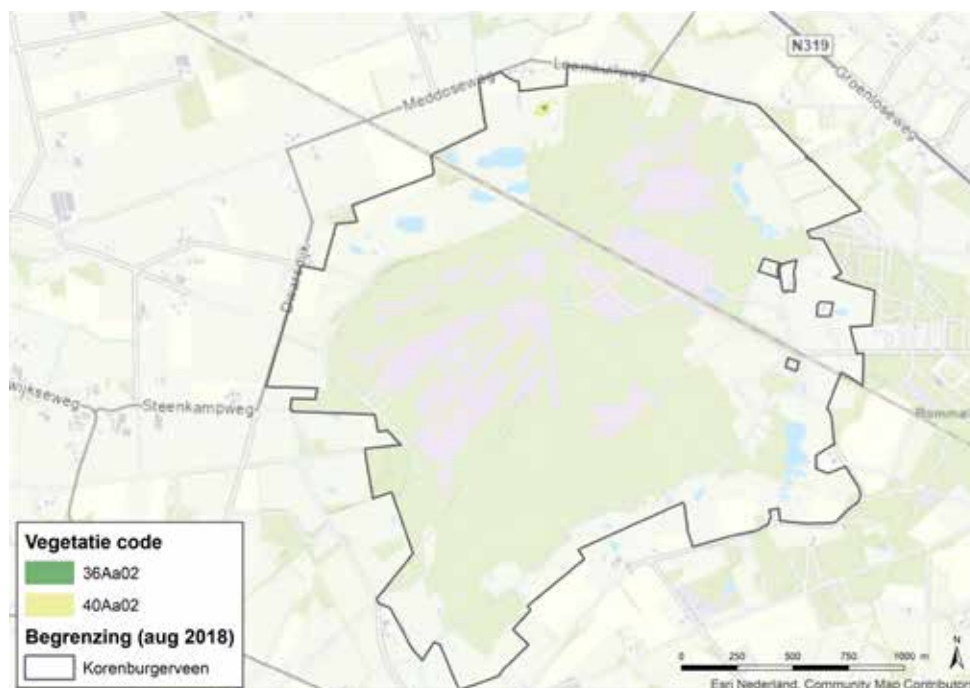 N319
Groenloseweg
Meddoseweg
Steenkampweg
wijkseweg
Vegetatie code
36Aa02
40Aa02
Begrenzing (aug 2018)
Korenburgerveen
N
0 250 500 750 1000 m
Esri Nederland, Community Map Contributors